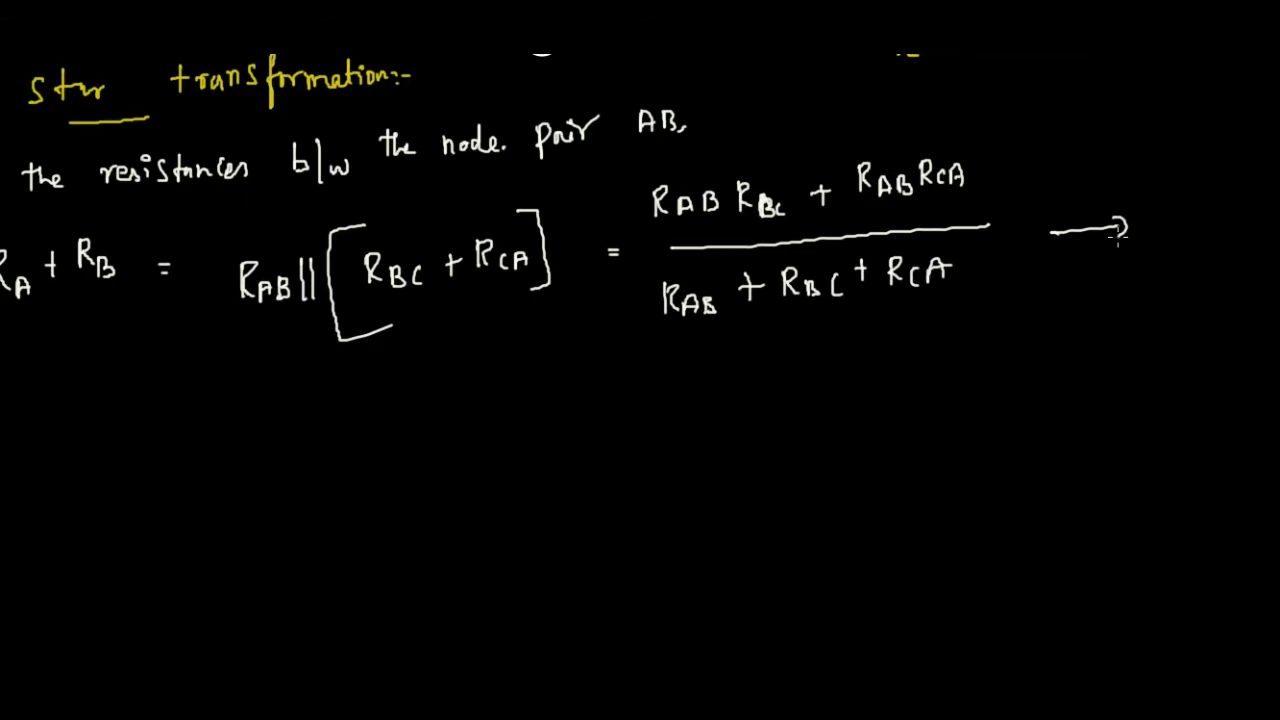 Star transformation:-
the resistances b/w the node pair AB,
RA + RB = RAB || [RBC + RCA] = RAB RBC + RAB RCA / RAB + RBC + RCA →